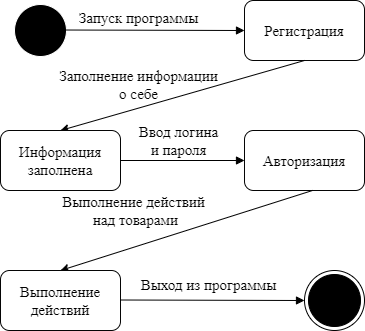 Запуск программы
Регистрация
Заполнение информации
о себе
Информация
заполнена
Ввод логина
и пароля
Авторизация
Выполнение действий
над товарами
Выполнение
действий
Выход из программы